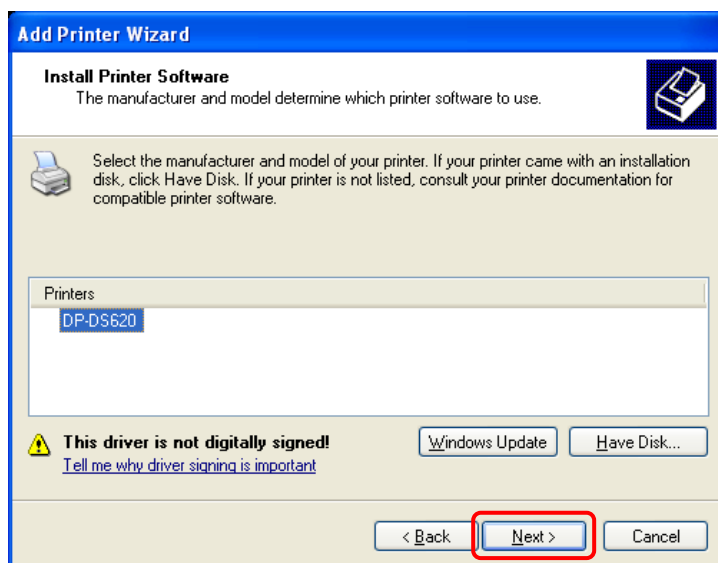 Add Printer Wizard
Install Printer Software
The manufacturer and model determine which printer software to use.
Select the manufacturer and model of your printer. If your printer came with an installation
disk, click Have Disk. If your printer is not listed, consult your printer documentation for
compatible printer software.
Printers
DP-DS620
This driver is not digitally signed!
Windows Update
Have Disk...
Tell me why driver signing is important
< Back
Next >
Cancel